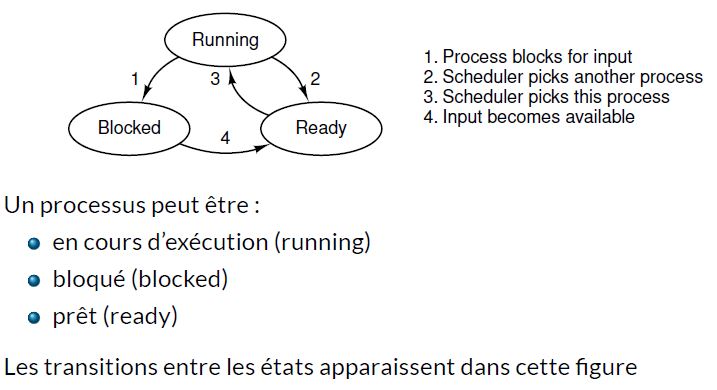 Running
1
3
2
Blocked
Ready
4
1. Process blocks for input
2. Scheduler picks another process
3. Scheduler picks this process
4. Input becomes available
Un processus peut être :
en cours d'exécution (running)
bloqué (blocked)
prêt (ready)
Les transitions entre les états apparaissent dans cette figure